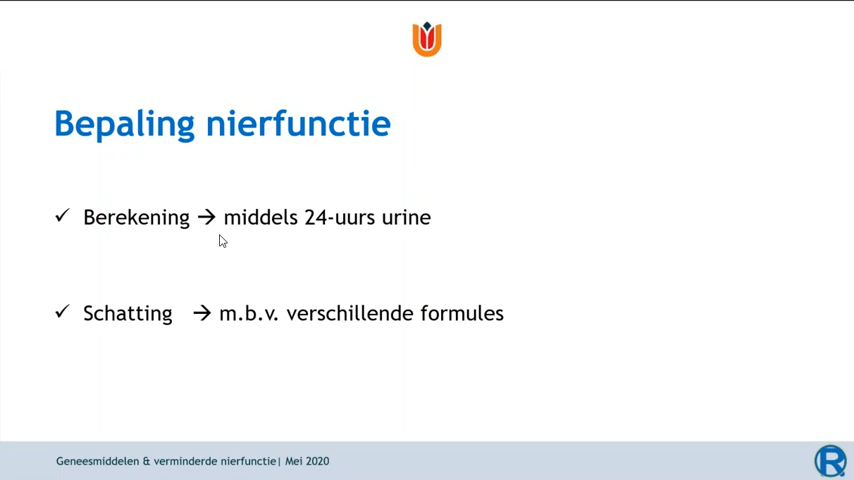 Bepaling nierfunctie
✓ Berekening → middels 24-uurs urine
✓ Schatting → m.b.v. verschillende formules
Geneesmiddelen & verminderde nierfunctie| Mei 2020
R